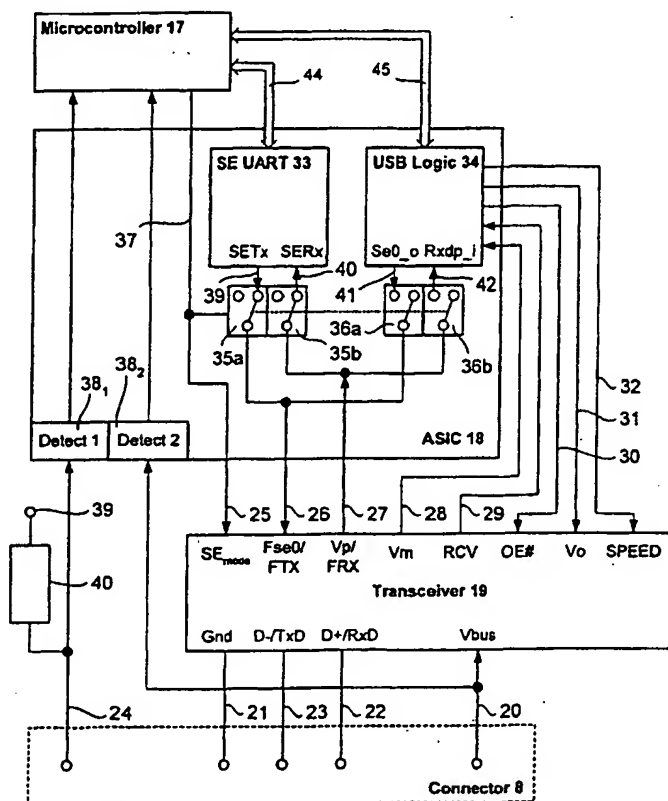 Microcontroller 17
44
45
SE UART 33
USB Logic 34
37
SETx SERx
Se0_o Rxdp_i
39
40
41
42
35a
35b
36a
36b
38₁
38₂
Detect 1
Detect 2
ASIC 18
32
31
30
39
40
25
26
27
28
29
SEmode
Fse0/
FTX
Vp/
FRX
Vm
RCV
OE#
Vo
SPEED
Transceiver 19
Gnd
D-/TxD
D+/RxD
Vbus
24
21
23
22
20
Connector 8